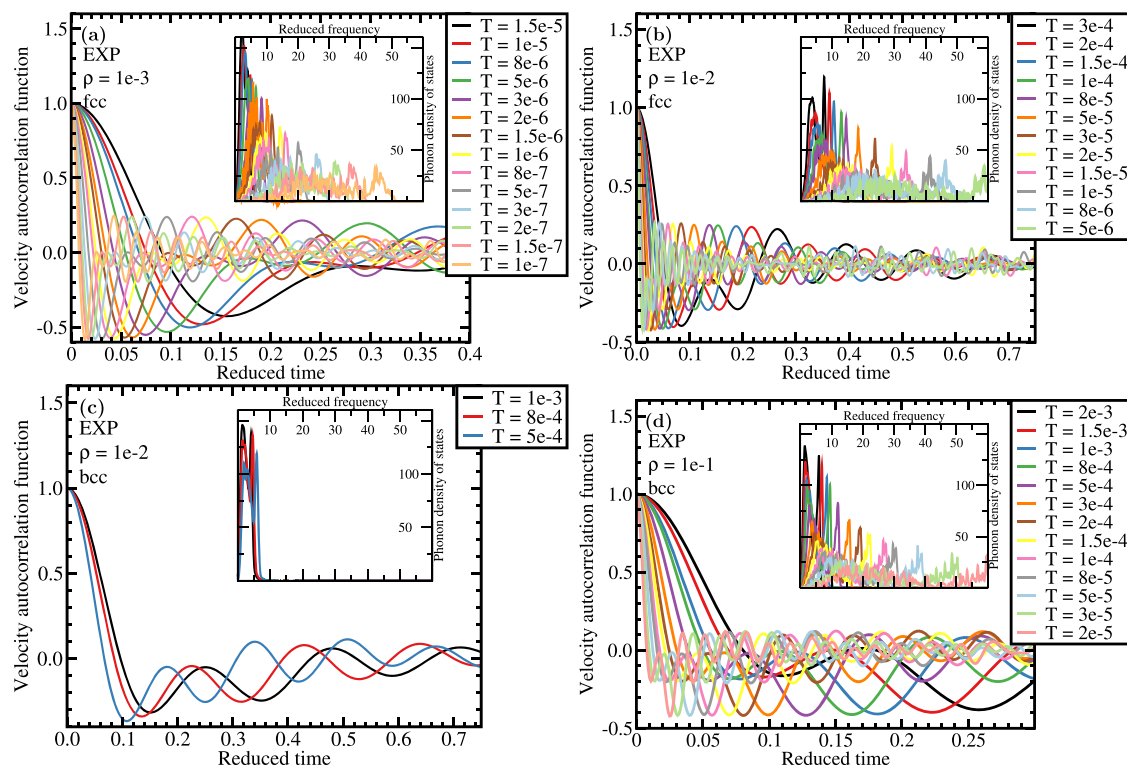 (a)
EXP
ρ = 1e-3
fcc
Velocity autocorrelation function
1.5
1.0
0.5
0.0
-0.5
0
0.05
0.1
0.15
0.2
0.25
0.3
0.35
0.4
Reduced time
Reduced frequency
10 20 30 40 50
100
50
Phonon density of states
T = 1.5e-5
T = 1e-5
T = 8e-6
T = 5e-6
T = 3e-6
T = 2e-6
T = 1.5e-6
T = 1e-6
T = 8e-7
T = 5e-7
T = 3e-7
T = 2e-7
T = 1.5e-7
T = 1e-7
(b)
EXP
ρ = 1e-2
fcc
Velocity autocorrelation function
1.5
1.0
0.5
0.0
-0.5
0.0 0.1 0.2 0.3 0.4 0.5 0.6 0.7
Reduced time
Reduced frequency
10 20 30 40 50
100
50
Phonon density of states
T = 3e-4
T = 2e-4
T = 1.5e-4
T = 1e-4
T = 8e-5
T = 5e-5
T = 3e-5
T = 2e-5
T = 1.5e-5
T = 1e-5
T = 8e-6
T = 5e-6
(c)
EXP
ρ = 1e-2
bcc
Velocity autocorrelation function
1.5
1.0
0.5
0.0
0.0 0.1 0.2 0.3 0.4 0.5 0.6 0.7
Reduced time
Reduced frequency
10 20 30 40 50
100
50
Phonon density of states
T = 1e-3
T = 8e-4
T = 5e-4
(d)
EXP
ρ = 1e-1
bcc
Velocity autocorrelation function
1.5
1.0
0.5
0.0
-0.5
0 0.05 0.1 0.15 0.2 0.25
Reduced time
Reduced frequency
10 20 30 40 50
100
50
Phonon density of states
T = 2e-3
T = 1.5e-3
T = 1e-3
T = 8e-4
T = 5e-4
T = 3e-4
T = 2e-4
T = 1.5e-4
T = 1e-4
T = 8e-5
T = 5e-5
T = 3e-5
T = 2e-5